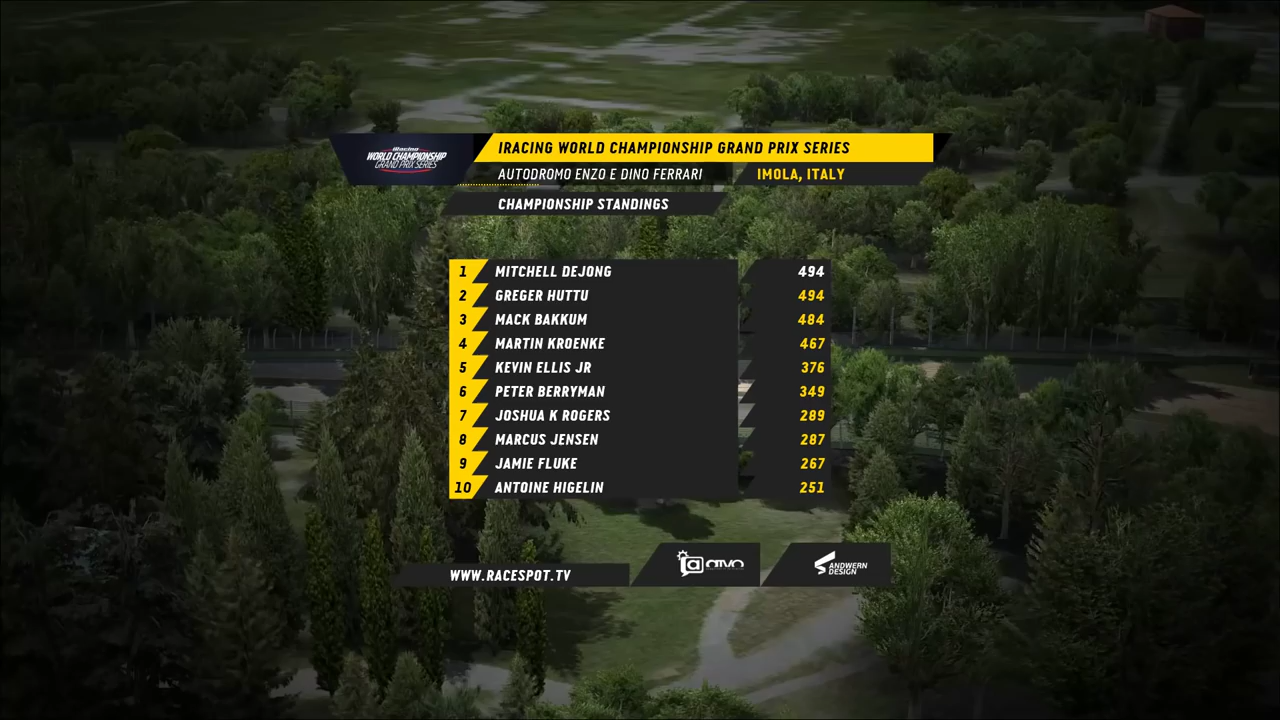 iRacing
WORLD CHAMPIONSHIP
GRAND PRIX SERIES
IRACING WORLD CHAMPIONSHIP GRAND PRIX SERIES
AUTODROMO ENZO E DINO FERRARI IMOLA, ITALY
CHAMPIONSHIP STANDINGS
1 MITCHELL DEJONG 494
2 GREGER HUTTU 494
3 MACK BAKKUM 484
4 MARTIN KROENKE 467
5 KEVIN ELLIS JR 376
6 PETER BERRYMAN 349
7 JOSHUA K ROGERS 289
8 MARCUS JENSEN 287
9 JAMIE FLUKE 267
10 ANTOINE HIGELIN 251
WWW.RACESPOT.TV
ANDWERN
DESIGN